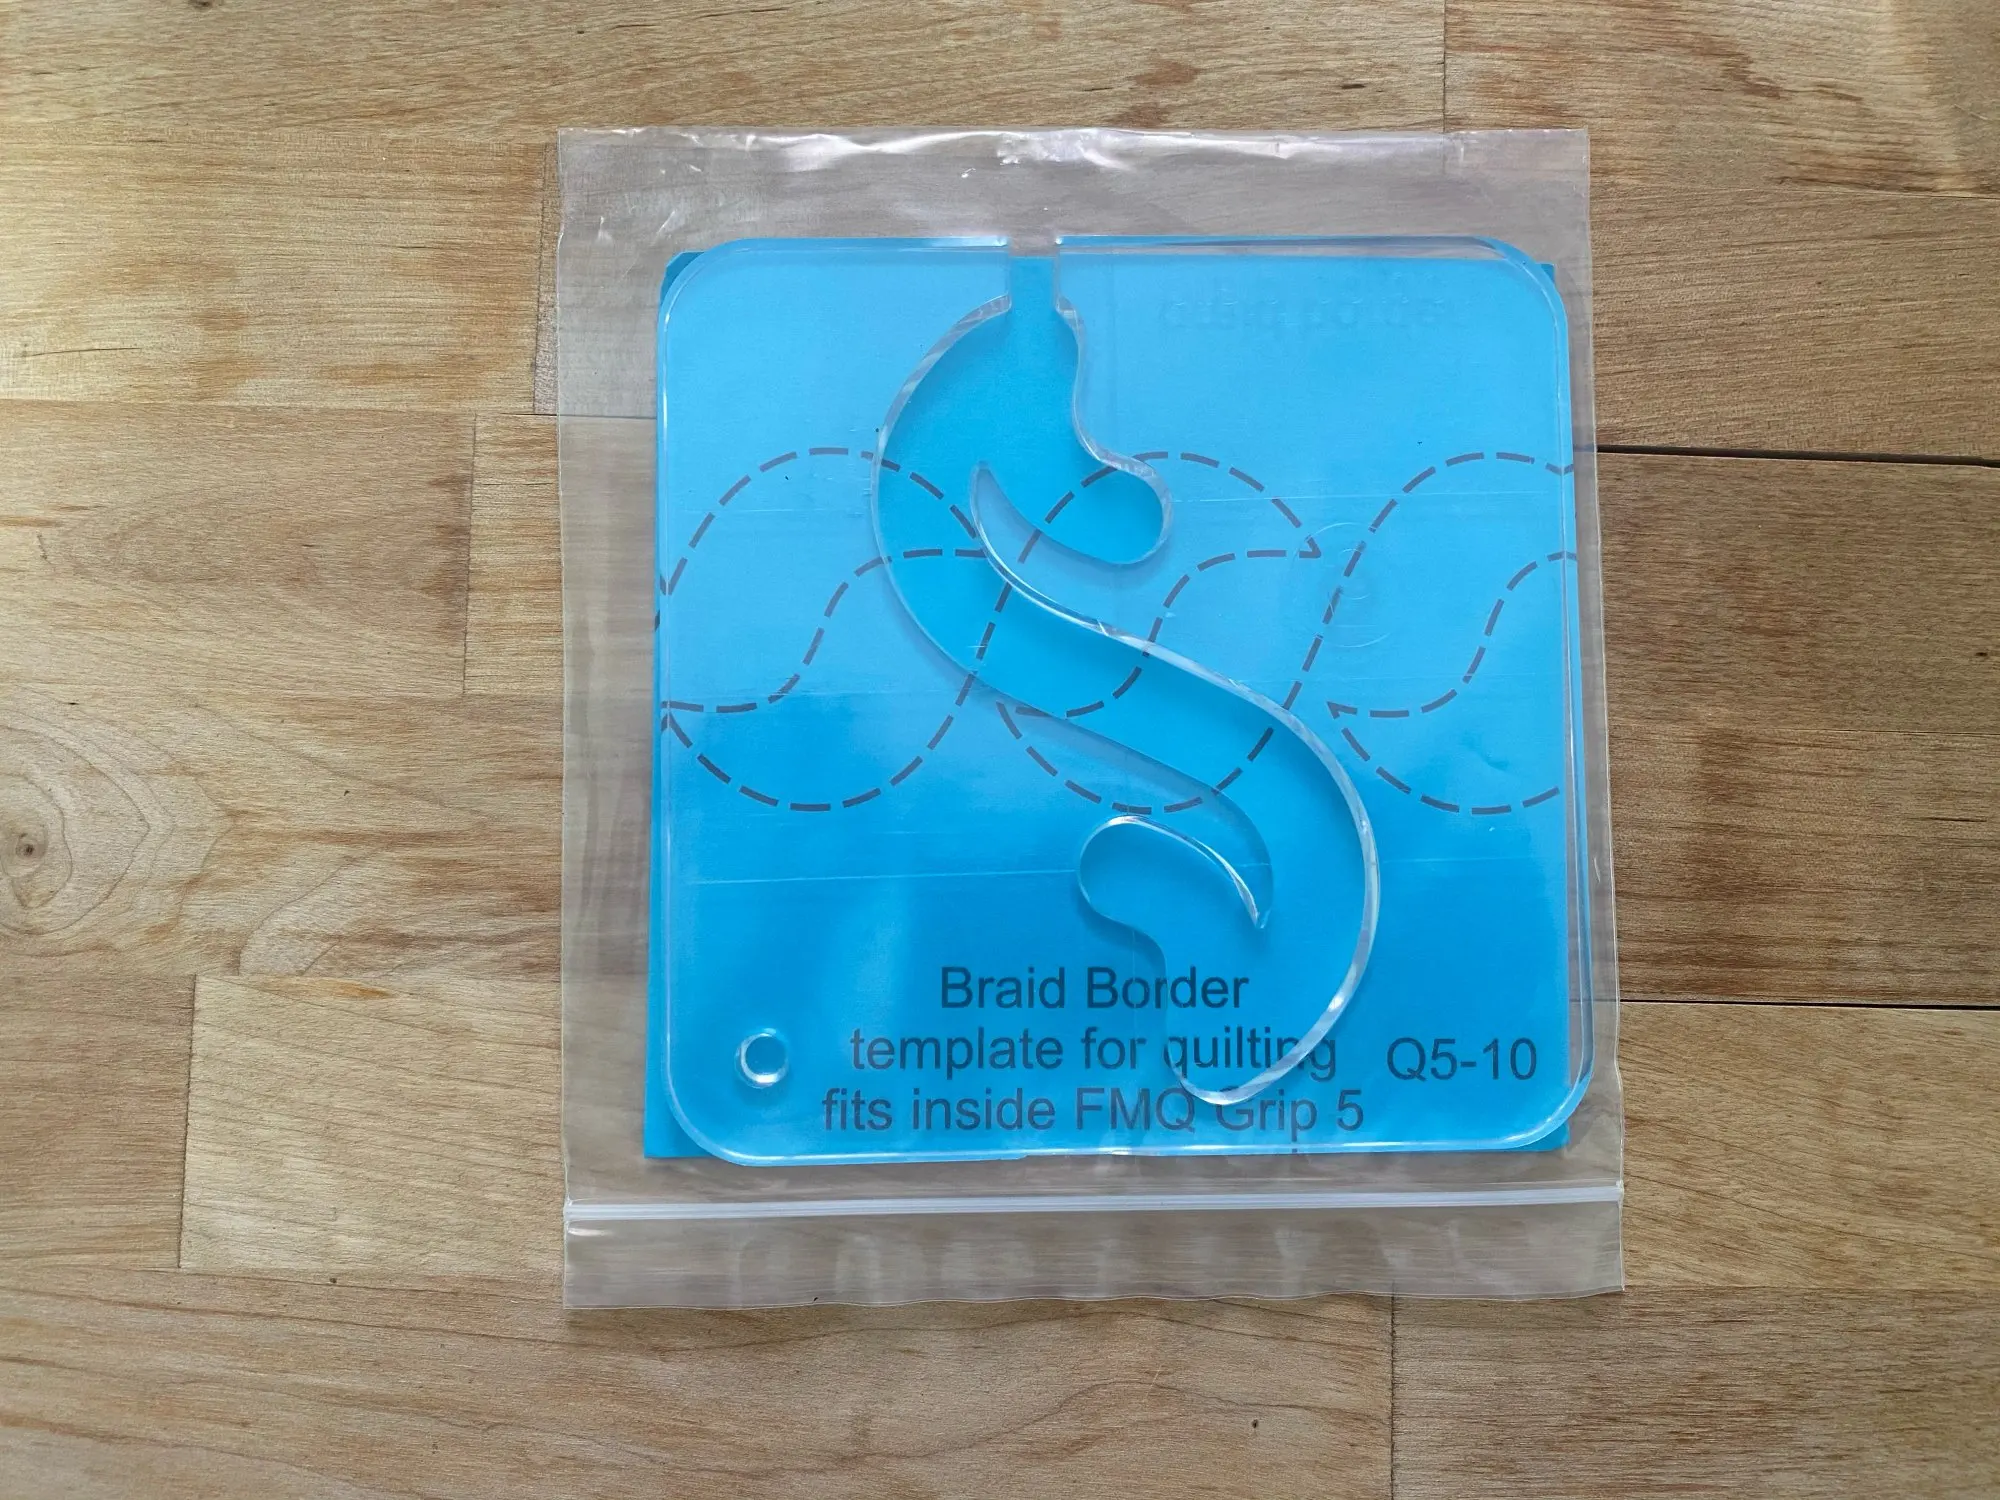 Braid Border
template for quilting
fits inside FMQ Grip 5
Q5-10